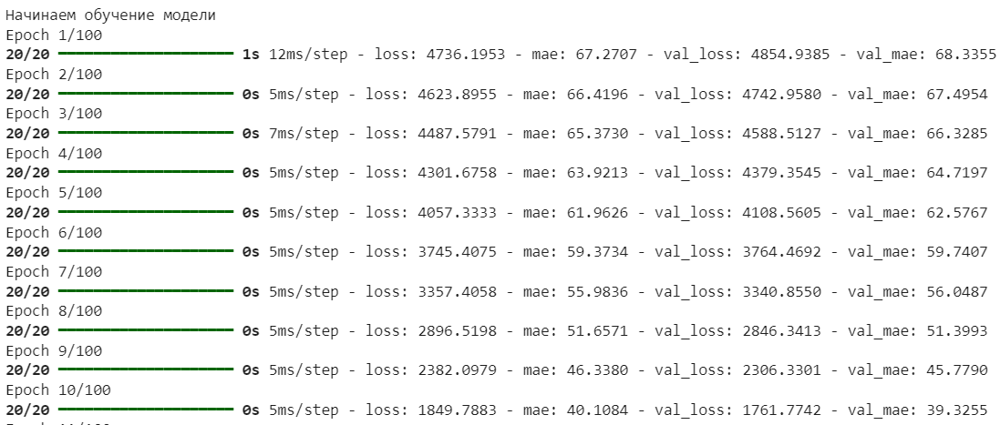 Начинаем обучение модели
Epoch 1/100
20/20 ━━━━━━━━━━━━━━━━━━━━ 1s 12ms/step - loss: 4736.1953 - mae: 67.2707 - val_loss: 4854.9385 - val_mae: 68.3355
Epoch 2/100
20/20 ━━━━━━━━━━━━━━━━━━━━ 0s 5ms/step - loss: 4623.8955 - mae: 66.4196 - val_loss: 4742.9580 - val_mae: 67.4954
Epoch 3/100
20/20 ━━━━━━━━━━━━━━━━━━━━ 0s 7ms/step - loss: 4487.5791 - mae: 65.3730 - val_loss: 4588.5127 - val_mae: 66.3285
Epoch 4/100
20/20 ━━━━━━━━━━━━━━━━━━━━ 0s 5ms/step - loss: 4301.6758 - mae: 63.9213 - val_loss: 4379.3545 - val_mae: 64.7197
Epoch 5/100
20/20 ━━━━━━━━━━━━━━━━━━━━ 0s 5ms/step - loss: 4057.3333 - mae: 61.9626 - val_loss: 4108.5605 - val_mae: 62.5767
Epoch 6/100
20/20 ━━━━━━━━━━━━━━━━━━━━ 0s 5ms/step - loss: 3745.4075 - mae: 59.3734 - val_loss: 3764.4692 - val_mae: 59.7407
Epoch 7/100
20/20 ━━━━━━━━━━━━━━━━━━━━ 0s 5ms/step - loss: 3357.4058 - mae: 55.9836 - val_loss: 3340.8550 - val_mae: 56.0487
Epoch 8/100
20/20 ━━━━━━━━━━━━━━━━━━━━ 0s 5ms/step - loss: 2896.5198 - mae: 51.6571 - val_loss: 2846.3413 - val_mae: 51.3993
Epoch 9/100
20/20 ━━━━━━━━━━━━━━━━━━━━ 0s 5ms/step - loss: 2382.0979 - mae: 46.3380 - val_loss: 2306.3301 - val_mae: 45.7790
Epoch 10/100
20/20 ━━━━━━━━━━━━━━━━━━━━ 0s 5ms/step - loss: 1849.7883 - mae: 40.1084 - val_loss: 1761.7742 - val_mae: 39.3255